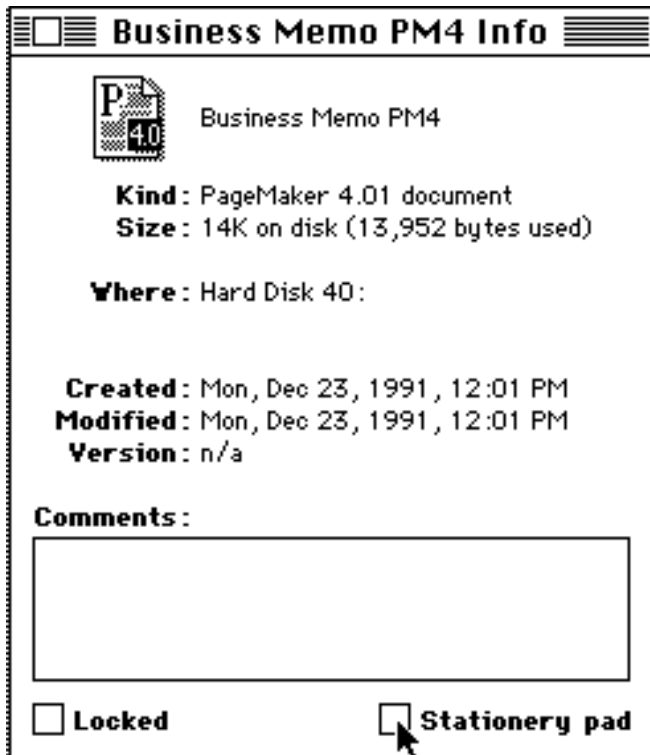 Business Memo PM4 Info
P
4.0
Business Memo PM4
Kind: PageMaker 4.01 document
Size: 14K on disk (13,952 bytes used)
Where: Hard Disk 40:
Created: Mon, Dec 23, 1991, 12:01 PM
Modified: Mon, Dec 23, 1991, 12:01 PM
Version: n/a
Comments:
Locked
Stationery pad